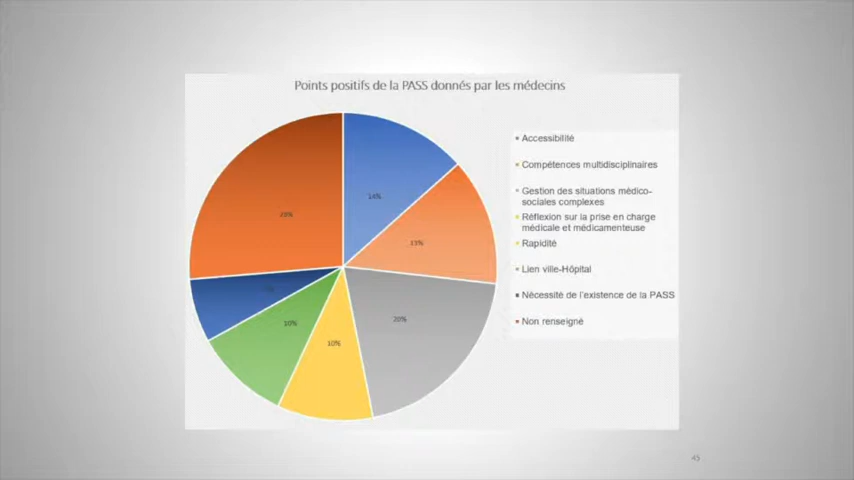 Points positifs de la PASS donnés par les médecins
14%
13%
20%
10%
10%
Accessibilité
Compétences multidisciplinaires
Gestion des situations médico-
sociales complexes
Réflexion sur la prise en charge
médicale et médicamenteuse
Rapidité
Lien ville-Hôpital
Nécessité de l'existence de la PASS
Non renseigné
45